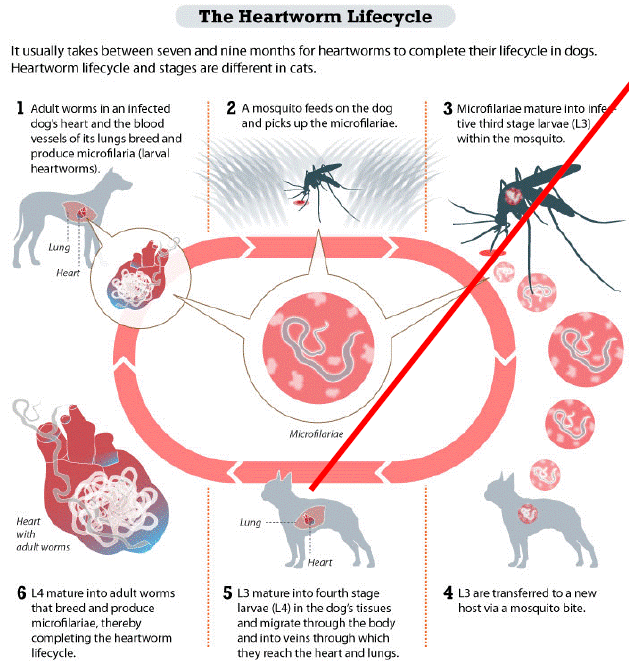 The Heartworm Lifecycle
It usually takes between seven and nine months for heartworms to complete their lifecycle in dogs.
Heartworm lifecycle and stages are different in cats.
1 Adult worms in an infected
dog's heart and the blood
vessels of its lungs breed and
produce microfilaria (larval
heartworms).
2 A mosquito feeds on the dog
and picks up the microfilariae.
3 Microfilariae mature into infec-
tive third stage larvae (L3)
within the mosquito.
Lung
Heart
Microfilariae
Heart
with
adult worms
Lung
Heart
6 L4 mature into adult worms
that breed and produce
microfilariae, thereby
completing the heartworm
lifecycle.
5 L3 mature into fourth stage
larvae (L4) in the dog's tissues
and migrate through the body
and into veins through which
they reach the heart and lungs.
4 L3 are transferred to a new
host via a mosquito bite.